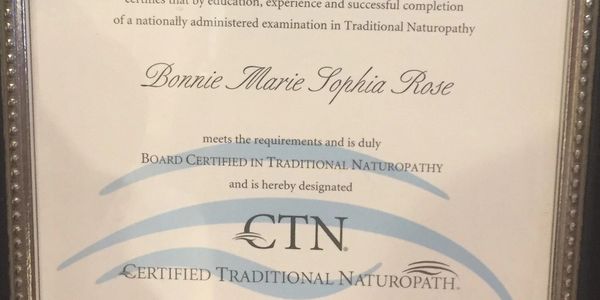 certifies that by education, experience and successful completion
of a nationally administered examination in Traditional Naturopathy
Bonnie Marie Sophia Rose
meets the requirements and is duly
BOARD CERTIFIED IN TRADITIONAL NATUROPATHY
and is hereby designated
CTN®
CERTIFIED TRADITIONAL NATUROPATH®